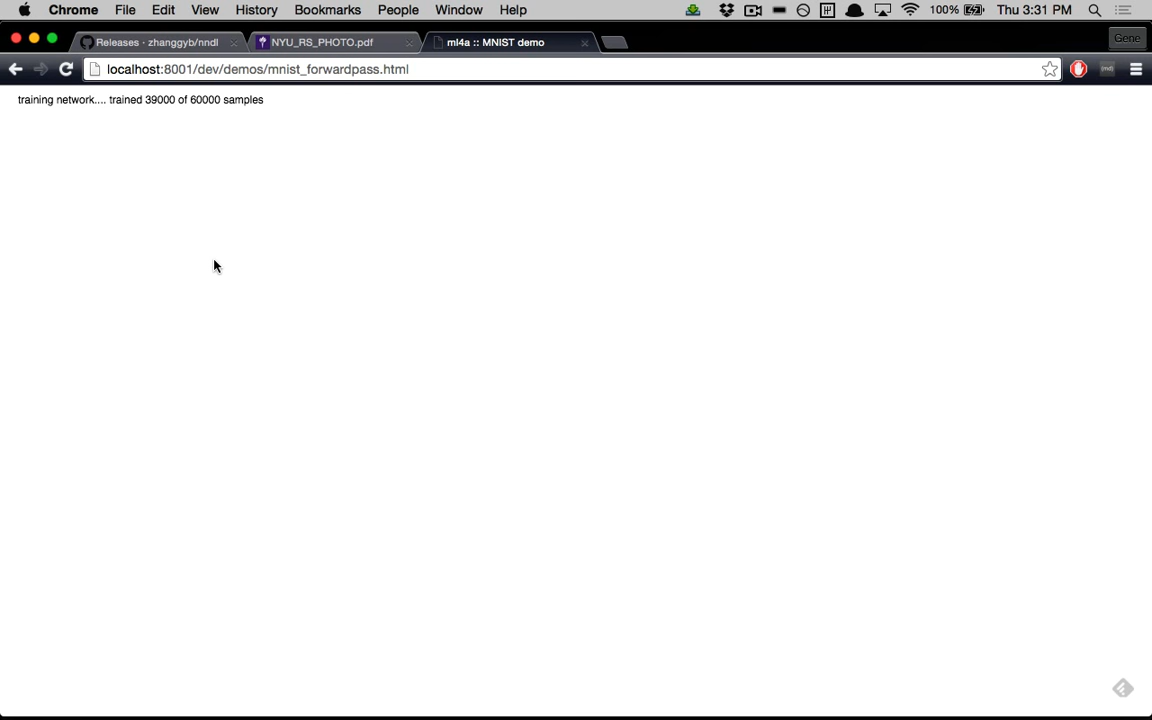 Chrome File Edit View History Bookmarks People Window Help 100% Thu 3:31 PM
Releases · zhanggyb/nndl NYU_RS_PHOTO.pdf ml4a :: MNIST demo Gene
localhost:8001/dev/demos/mnist_forwardpass.html
training network.... trained 39000 of 60000 samples